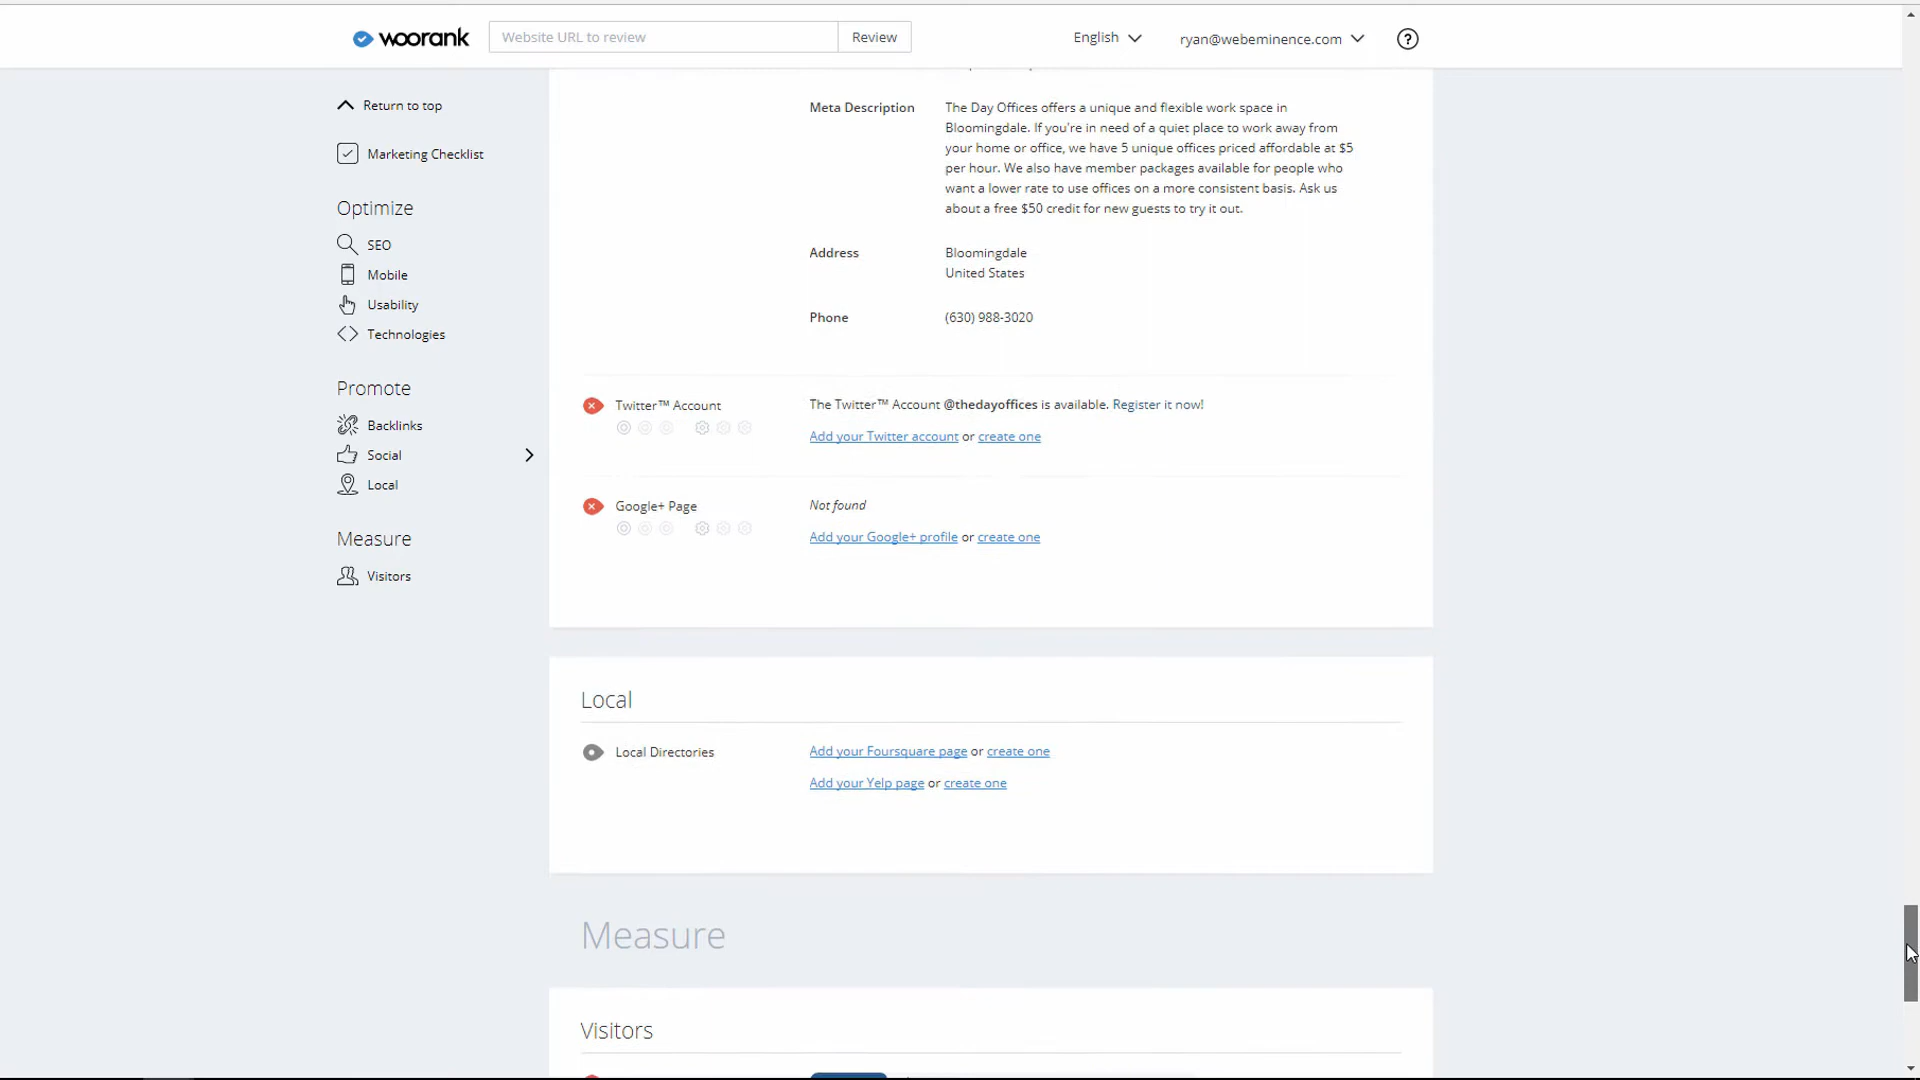 woorank
Website URL to review
Review
English
ryan@webeminence.com
?
Return to top
Marketing Checklist
Optimize
SEO
Mobile
Usability
Technologies
Promote
Backlinks
Social
Local
Measure
Visitors
Meta Description
The Day Offices offers a unique and flexible work space in
Bloomingdale. If you're in need of a quiet place to work away from
your home or office, we have 5 unique offices priced affordable at $5
per hour. We also have member packages available for people who
want a lower rate to use offices on a more consistent basis. Ask us
about a free $50 credit for new guests to try it out.
Address
Bloomingdale
United States
Phone
(630) 988-3020
Twitter™ Account
The Twitter™ Account @thedayoffices is available. Register it now!
Add your Twitter account or create one
Google+ Page
Not found
Add your Google+ profile or create one
Local
Local Directories
Add your Foursquare page or create one
Add your Yelp page or create one
Measure
Visitors